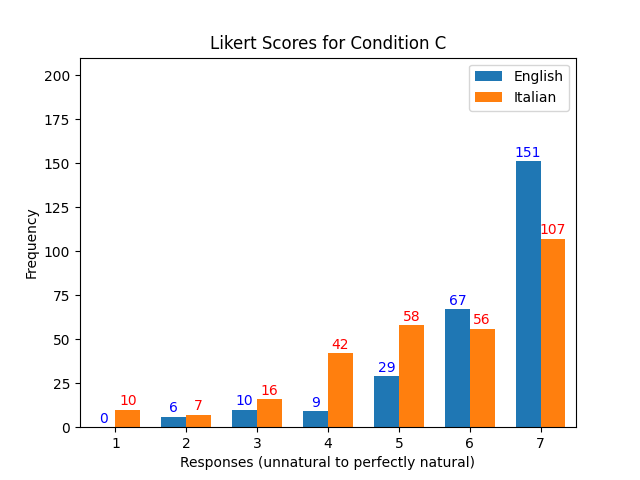 Likert Scores for Condition C
English
Italian
200
175
150
125
100
75
50
25
0
Frequency
0 10 6 7 10 16 9 42 29 58 67 56 151 107
1 2 3 4 5 6 7
Responses (unnatural to perfectly natural)